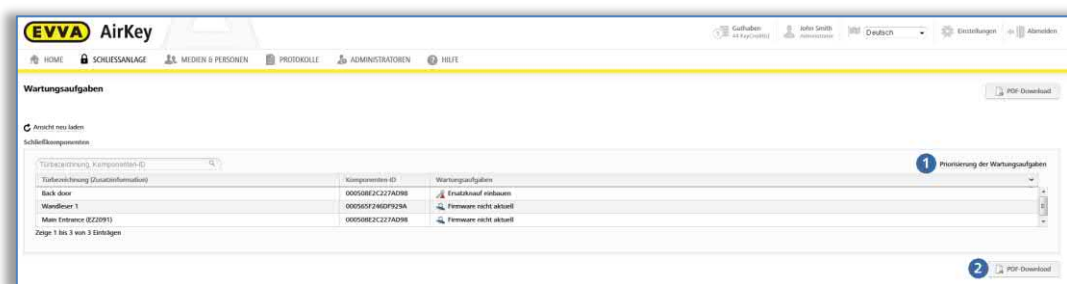 EVVA AirKey
Guthaben
44 KeyCredits
John Smith
Administrator
Deutsch
Einstellungen
Abmelden
HOME SCHLIESSANLAGE MEDIEN & PERSONEN PROTOKOLLE ADMINISTRATOREN HILFE
Wartungsaufgaben
PDF-Download
Ansicht neu laden
Schließkomponenten
Türbezeichnung, Komponenten-ID
1 Priorisierung der Wartungsaufgaben
Türbezeichnung (Zusatzinformation) Komponenten-ID Wartungsaufgaben
Back door 000508E2C227AD98 Ersatzknauf einbauen
Wandleser 1 000565F246DF929A Firmware nicht aktuell
Main Entrance (EZ2091) 000508E2C227AD98 Firmware nicht aktuell
Zeige 1 bis 3 von 3 Einträgen
2 PDF-Download